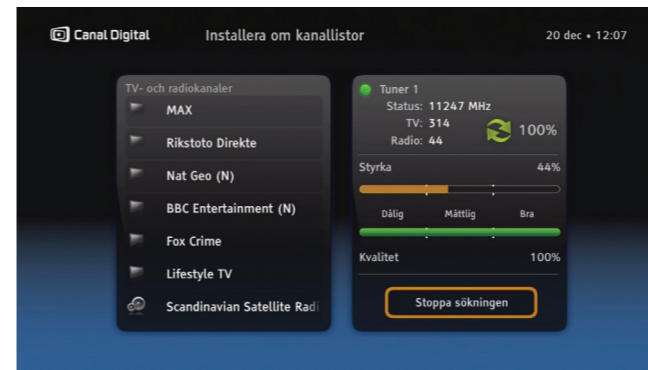 Canal Digital
Installera om kanallistor
20 dec • 12:07
TV- och radiokanaler
MAX
Rikstoto Direkte
Nat Geo (N)
BBC Entertainment (N)
Fox Crime
Lifestyle TV
Scandinavian Satellite Radi
Tuner 1
Status: 11247 MHz
TV: 314
Radio: 44
100%
Styrka 44%
Dålig Måttlig Bra
Kvalitet 100%
Stoppa sökningen